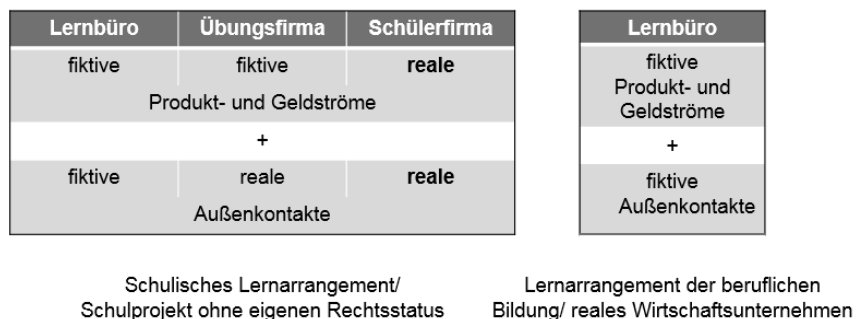 Lernbüro Übungsfirma Schülerfirma
fiktive fiktive reale
Produkt- und Geldströme
+
fiktive reale reale
Außenkontakte
Lernbüro
fiktive
Produkt- und
Geldströme
+
fiktive
Außenkontakte
Schulisches Lernarrangement/
Schulprojekt ohne eigenen Rechtsstatus
Lernarrangement der beruflichen
Bildung/ reales Wirtschaftsunternehmen